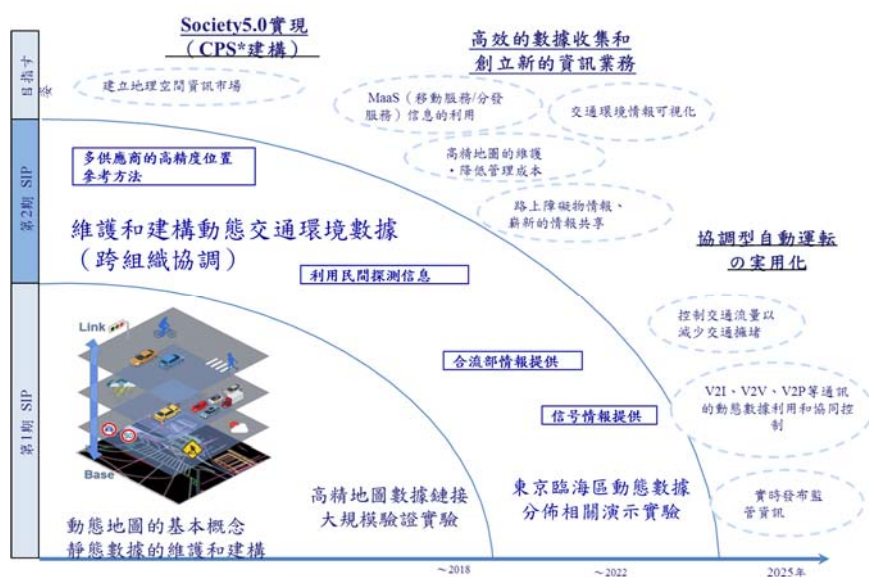 Society5.0實現
（CPS*建構）
高效的數據收集和
創立新的資訊業務
目指す
姿
建立地理空間資訊市场
MaaS（移動服務/分發
服務）信息的利用
交通環境情報可視化
高精地圖的維護
・降低管理成本
路上障礙物情報、
嶄新的情報共享
第2期 SIP
多供應商的高精度位置
參考方法
維護和建構動態交通環境數據
（跨組織協調）
利用民間探測信息
協調型自動運転
の実用化
控制交通流量以
減少交通擁堵
第1期 SIP
Link
Base
合流部情報提供
信号情報提供
V2I、V2V、V2P等通訊
的動態數據利用和協同控
制
高精地圖數據鏈接
大規模驗證實驗
東京臨海區動態數據
分佈相關演示實驗
實時發布監
管資訊
動態地圖的基本概念
靜態數據的維護和建構
～2018
～2022
2025年